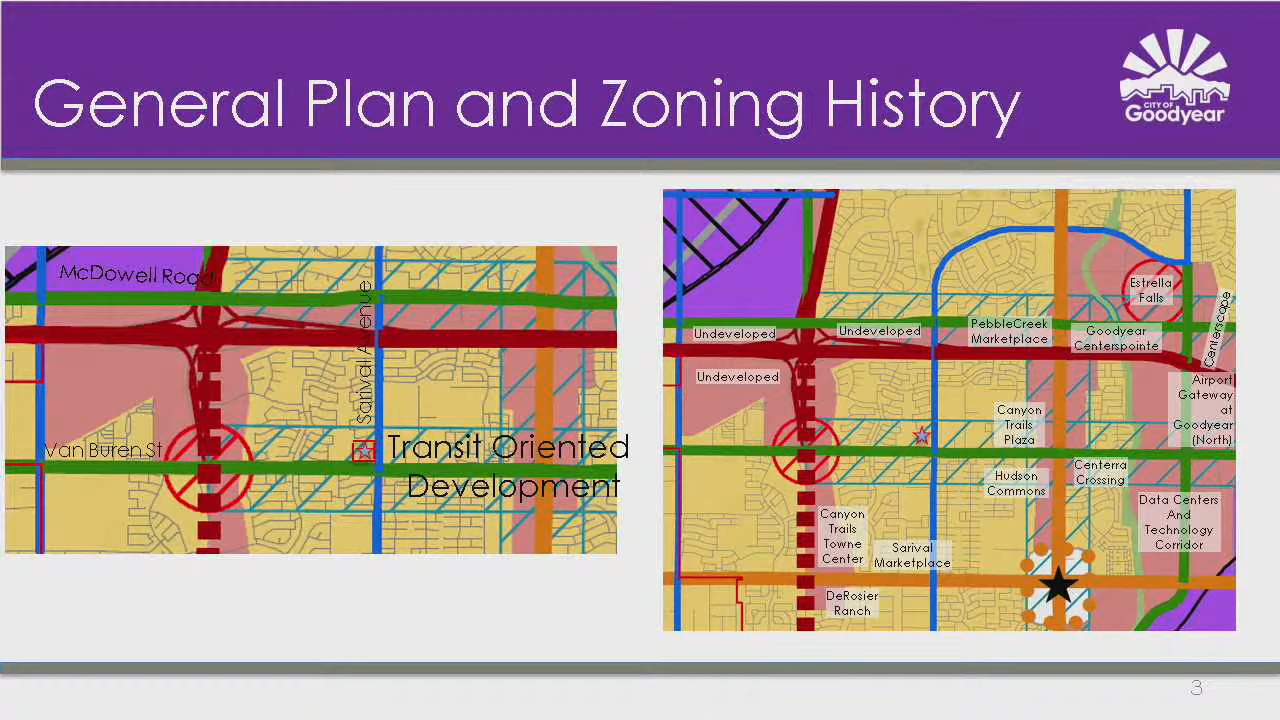 General Plan and Zoning History
CITY OF
Goodyear
McDowell Road
Sarival Avenue
Van Buren St
Transit Oriented
Development
Estrella
Falls
Centerscape
Undeveloped
Undeveloped
PebbleCreek
Marketplace
Goodyear
Centerspointe
Undeveloped
Airport
Gateway
at
Goodyear
(North)
Canyon
Trails
Plaza
Hudson
Commons
Centerra
Crossing
Data Centers
And
Technology
Corridor
Canyon
Trails
Towne
Center
Sarival
Marketplace
DeRosier
Ranch
3